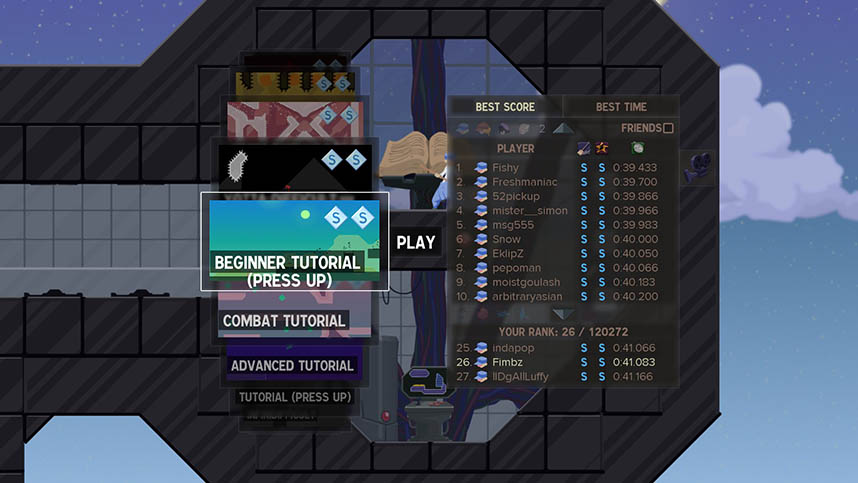 S S
S S
S S
S S
BEGINNER TUTORIAL
(PRESS UP)
COMBAT TUTORIAL
ADVANCED TUTORIAL
TUTORIAL (PRESS UP)
PLAY
BEST SCORE BEST TIME
2 FRIENDS
PLAYER
1. Fishy S S 0:39.433
2. Freshmaniac S S 0:39.700
3. 52pickup S S 0:39.866
4. mister__simon S S 0:39.966
5. msg555 S S 0:39.983
6. Snow S S 0:40.000
7. EklipZ S S 0:40.050
8. pepoman S S 0:40.066
9. moistgoulash S S 0:40.183
10. arbitraryasian S S 0:40.200
YOUR RANK: 26 / 120272
25. indapop S S 0:41.066
26. Fimbz S S 0:41.083
27. llDgAllLuffy S S 0:41.166